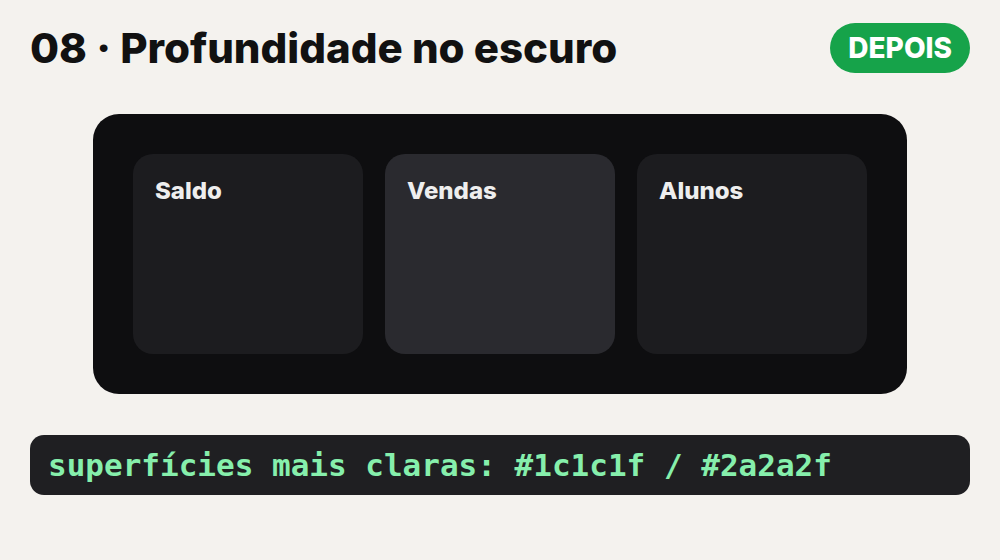 08 · Profundidade no escuro
DEPOIS
Saldo
Vendas
Alunos
superfícies mais claras: #1c1c1f / #2a2a2f